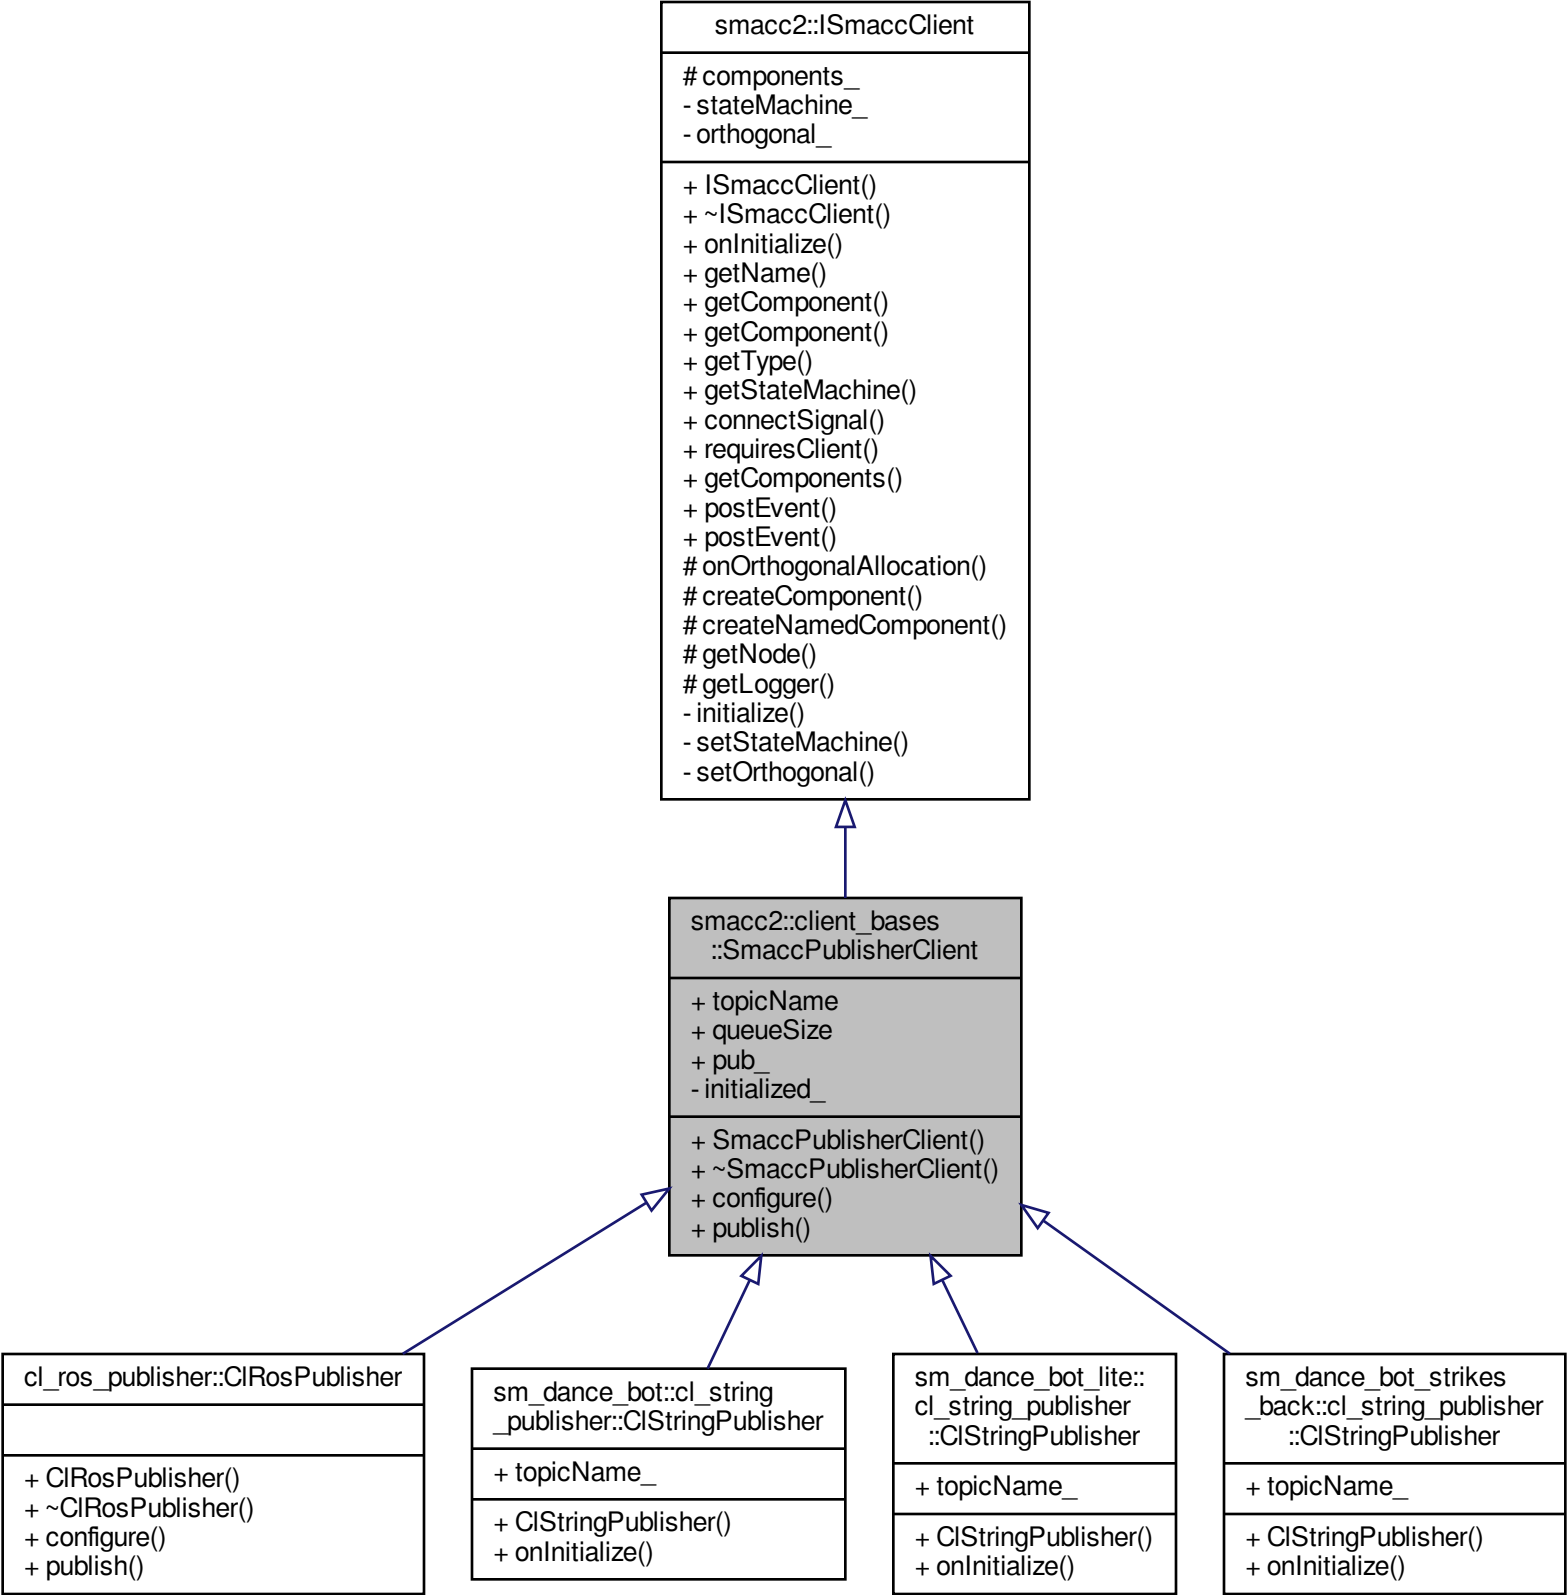 smacc2::ISmaccClient
# components_
- stateMachine_
- orthogonal_
+ ISmaccClient()
+ ~ISmaccClient()
+ onInitialize()
+ getName()
+ getComponent()
+ getComponent()
+ getType()
+ getStateMachine()
+ connectSignal()
+ requiresClient()
+ getComponents()
+ postEvent()
+ postEvent()
# onOrthogonalAllocation()
# createComponent()
# createNamedComponent()
# getNode()
# getLogger()
- initialize()
- setStateMachine()
- setOrthogonal()
smacc2::client_bases
::SmaccPublisherClient
+ topicName
+ queueSize
+ pub_
- initialized_
+ SmaccPublisherClient()
+ ~SmaccPublisherClient()
+ configure()
+ publish()
cl_ros_publisher::ClRosPublisher
+ ClRosPublisher()
+ ~ClRosPublisher()
+ configure()
+ publish()
sm_dance_bot::cl_string
_publisher::ClStringPublisher
+ topicName_
+ ClStringPublisher()
+ onInitialize()
sm_dance_bot_lite::
cl_string_publisher
::ClStringPublisher
+ topicName_
+ ClStringPublisher()
+ onInitialize()
sm_dance_bot_strikes
_back::cl_string_publisher
::ClStringPublisher
+ topicName_
+ ClStringPublisher()
+ onInitialize()